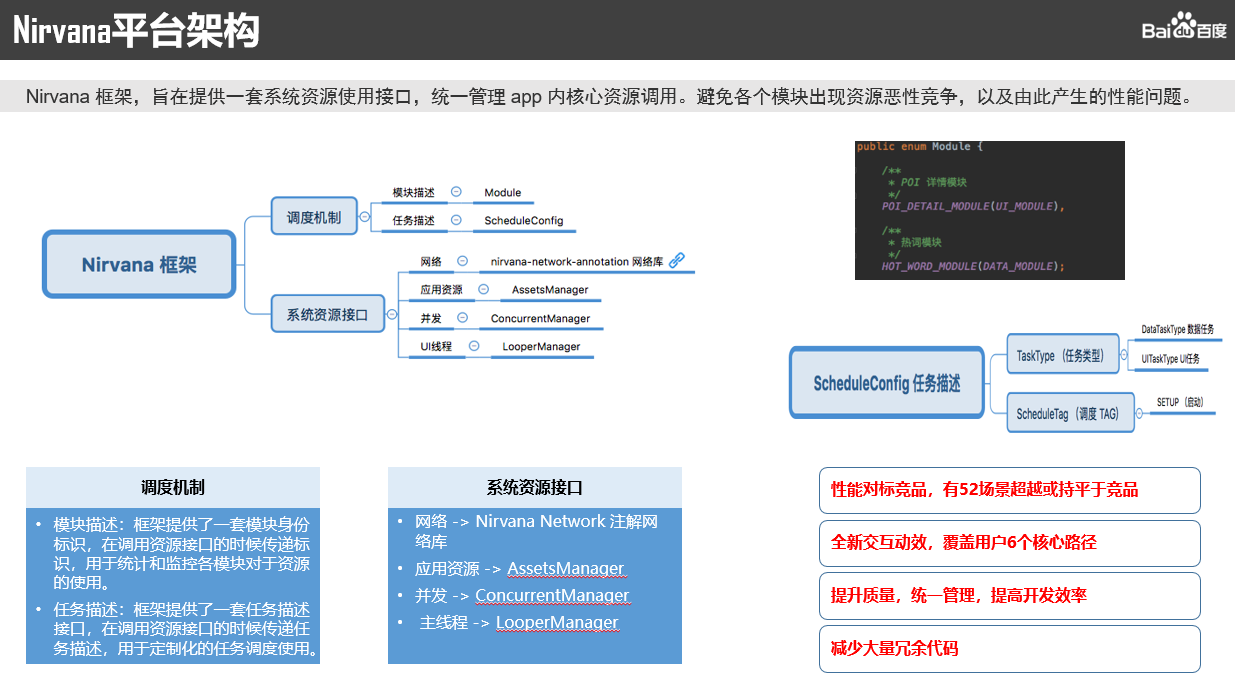 Nirvana平台架构
Bai du 百度
Nirvana 框架，旨在提供一套系统资源使用接口，统一管理 app 内核心资源调用。避免各个模块出现资源恶性竞争，以及由此产生的性能问题。
Nirvana 框架
调度机制
模块描述
Module
任务描述
ScheduleConfig
系统资源接口
网络
nirvana-network-annotation 网络库
应用资源
AssetsManager
并发
ConcurrentManager
UI线程
LooperManager
public enum Module {
/**
* POI 详情模块
*/
POI_DETAIL_MODULE(UI_MODULE),
/**
* 热词模块
*/
HOT_WORD_MODULE(DATA_MODULE);
ScheduleConfig 任务描述
TaskType（任务类型）
DataTaskType 数据任务
UITaskType UI任务
ScheduleTag（调度 TAG）
SETUP（启动）
调度机制
• 模块描述：框架提供了一套模块身份
标识，在调用资源接口的时候传递标
识，用于统计和监控各模块对于资源
的使用。
• 任务描述：框架提供了一套任务描述
接口，在调用资源接口的时候传递任
务描述，用于定制化的任务调度使用。
系统资源接口
• 网络 -> Nirvana Network 注解网
络库
• 应用资源 -> AssetsManager
• 并发 -> ConcurrentManager
• 主线程 -> LooperManager
性能对标竞品，有52场景超越或持平于竞品
全新交互动效，覆盖用户6个核心路径
提升质量，统一管理，提高开发效率
减少大量冗余代码